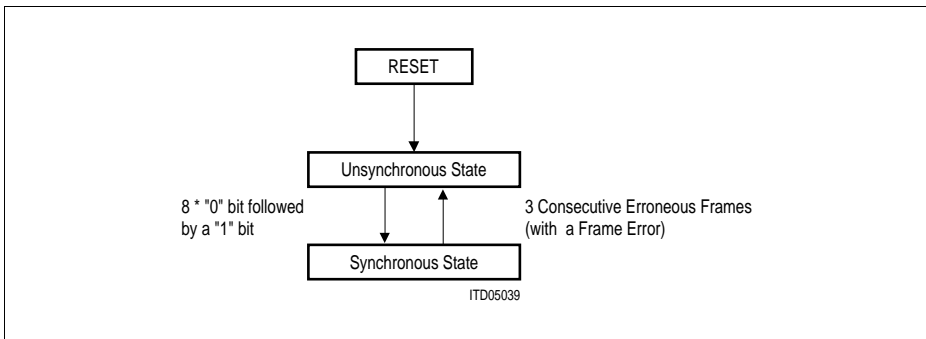 RESET
Unsynchronous State
8 * "0" bit followed
by a "1" bit
3 Consecutive Erroneous Frames
(with a Frame Error)
Synchronous State
ITD05039